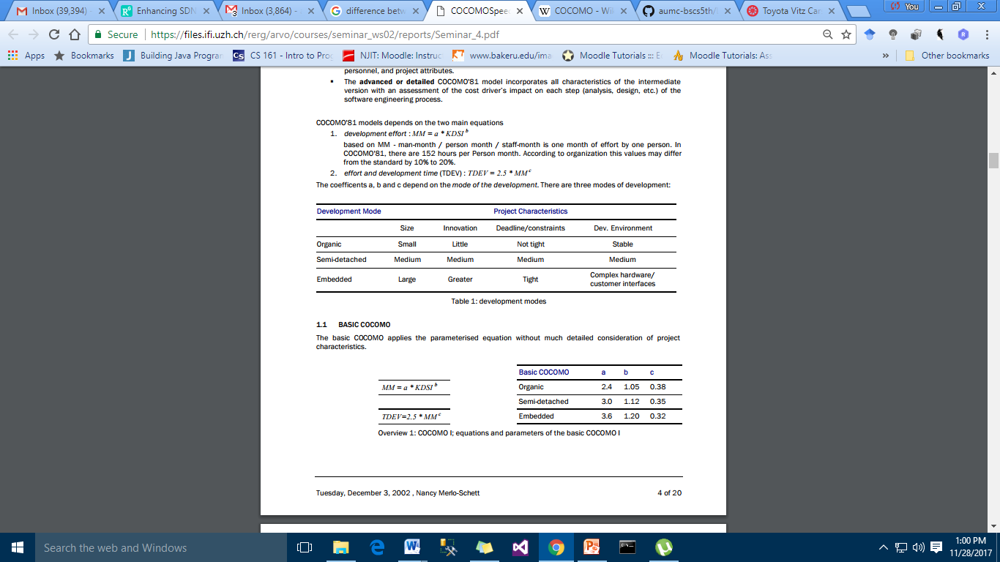 Inbox (39,394) -
Enhancing SDN
Inbox (3,864) -
difference betw
COCOMOSpee
COCOMO - Wi
aumc-bscs5th/
Toyota Vitz Car
You
Secure | https://files.ifi.uzh.ch/rerg/arvo/courses/seminar_ws02/reports/Seminar_4.pdf
Apps
Bookmarks
Building Java Progran
CS 161 - Intro to Prog
NJIT: Moodle: Instruc
www.bakeru.edu/ima
Moodle Tutorials ::: E
Moodle Tutorials: Ass
» Other bookmarks
personnel, and project attributes.
▪ The advanced or detailed COCOMO'81 model incorporates all characteristics of the intermediate
version with an assessment of the cost driver's impact on each step (analysis, design, etc.) of the
software engineering process.
COCOMO'81 models depends on the two main equations
1. development effort : MM = a * KDSI b
based on MM - man-month / person month / staff-month is one month of effort by one person. In
COCOMO'81, there are 152 hours per Person month. According to organization this values may differ
from the standard by 10% to 20%.
2. effort and development time (TDEV) : TDEV = 2.5 * MM c
The coefficents a, b and c depend on the mode of the development. There are three modes of development:
Development Mode Project Characteristics
Size Innovation Deadline/constraints Dev. Environment
Organic Small Little Not tight Stable
Semi-detached Medium Medium Medium Medium
Embedded Large Greater Tight Complex hardware/
customer interfaces
Table 1: development modes
1.1 BASIC COCOMO
The basic COCOMO applies the parameterised equation without much detailed consideration of project
characteristics.
MM = a * KDSI b
TDEV=2.5 * MM c
Basic COCOMO a b c
Organic 2.4 1.05 0.38
Semi-detached 3.0 1.12 0.35
Embedded 3.6 1.20 0.32
Overview 1: COCOMO I; equations and parameters of the basic COCOMO I
Tuesday, December 3, 2002 , Nancy Merlo-Schett 4 of 20
Search the web and Windows
1:00 PM
11/28/2017